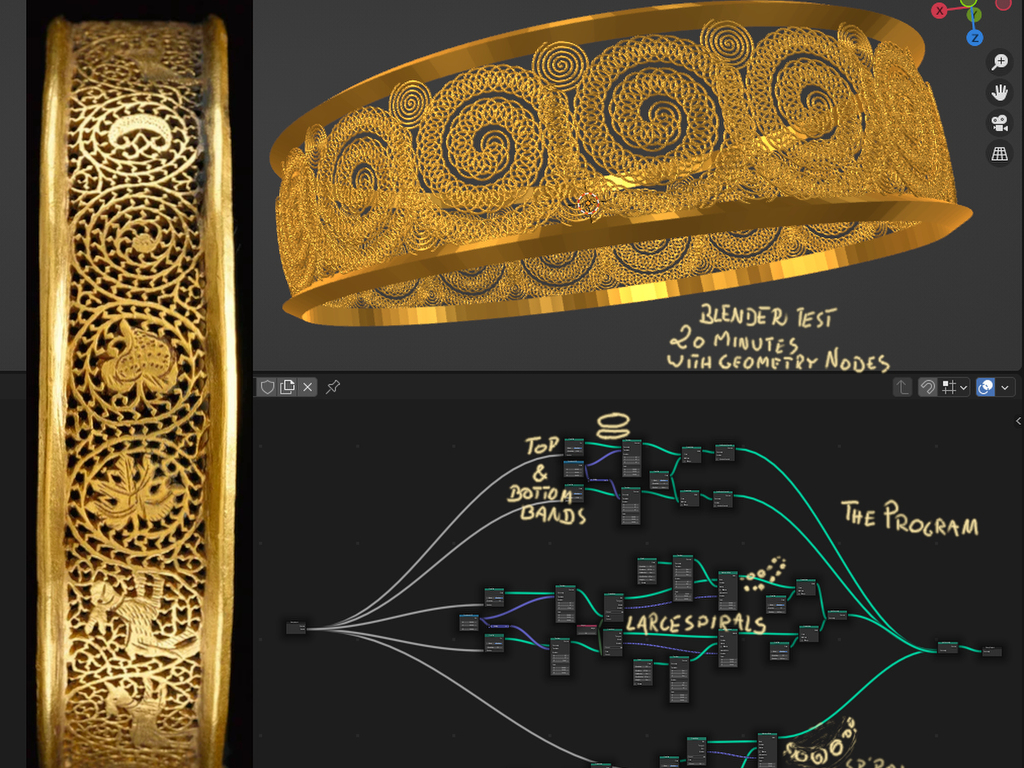 X
Y
Z
BLENDER TEST
20 MINUTES
WITH GEOMETRY NODES
TOP
&
BOTTOM
BANDS
THE PROGRAM
LARGE SPIRALS